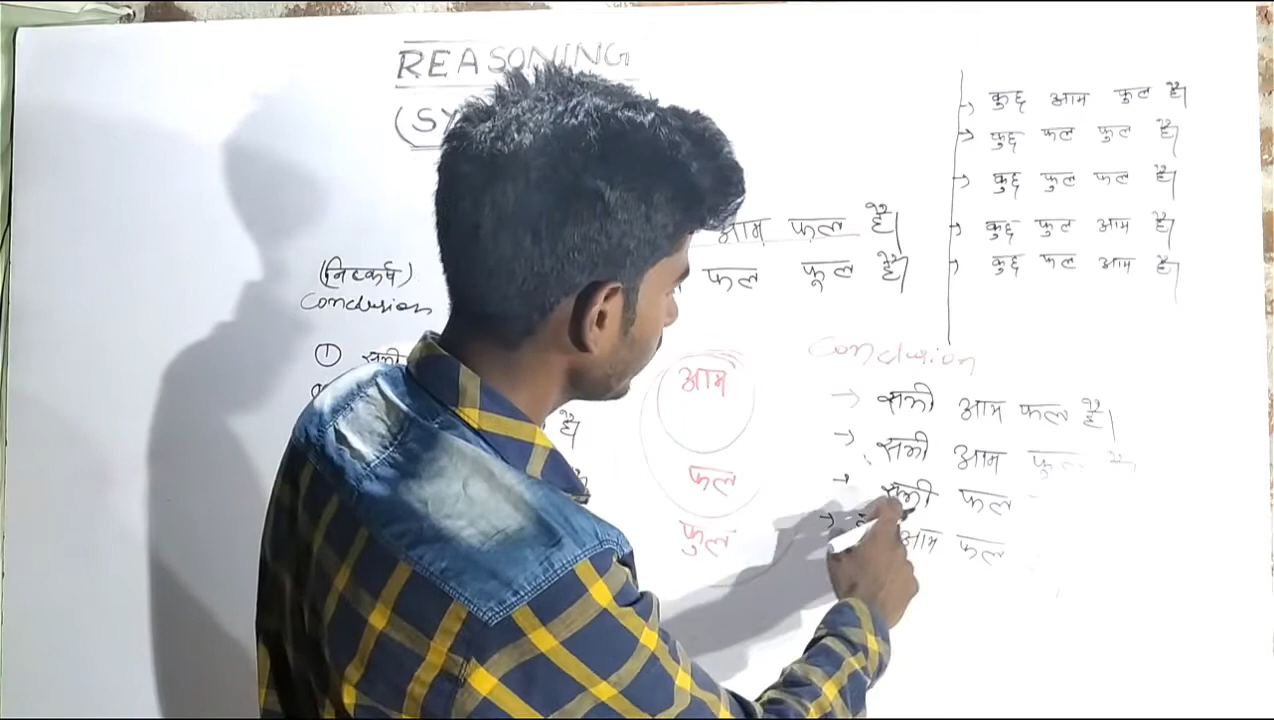 REASONING
(SY
आम फल है।
फल फूल है।
(निष्कर्ष)
Conclusion
① सभी
है।
आम
फल
फुल
→ कुछ आम फुल है।
→ कुछ फल फुल है।
→ कुछ फुल फल है।
→ कुछ फुल आम है।
→ कुछ फल आम है।
Conclusion
→ सभी आम फल है।
→ सभी आम फुल है
→ सभी फल
→ आम फल